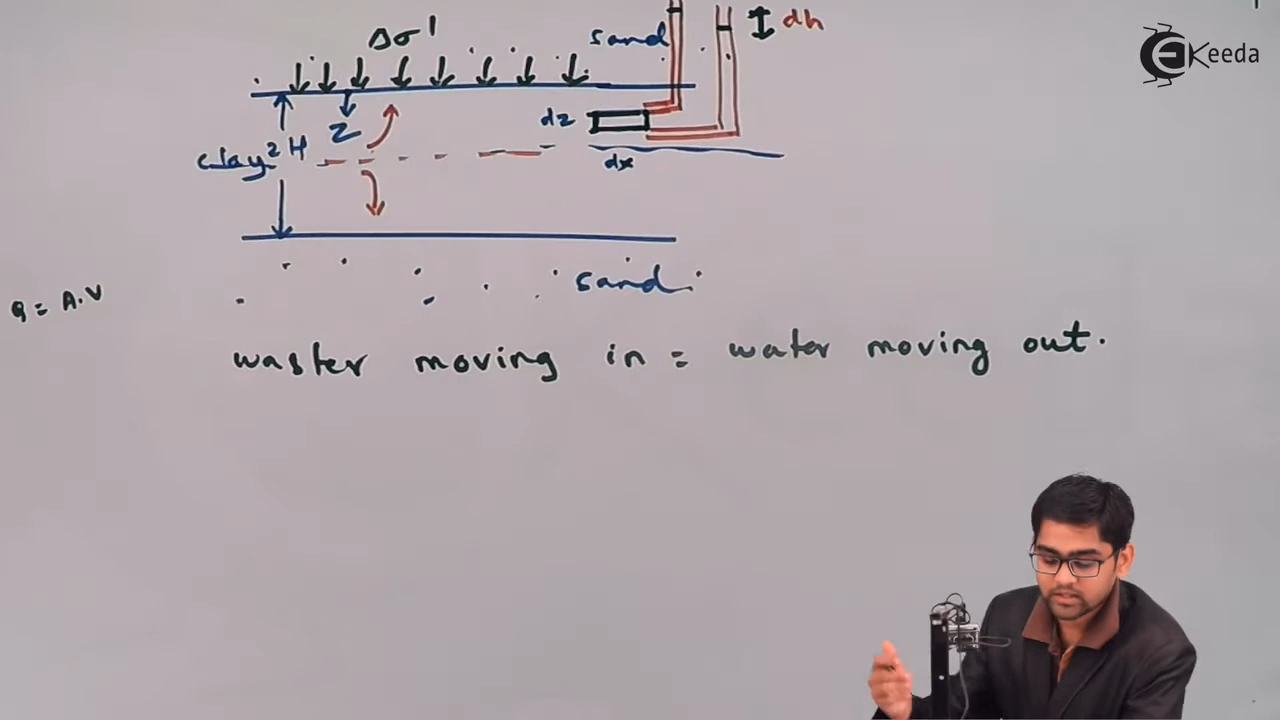 Δσ'
sand
dh
Keeda
dz
Z
clay 2H
dx
sand
Q = A.V
waster moving in = water moving out.